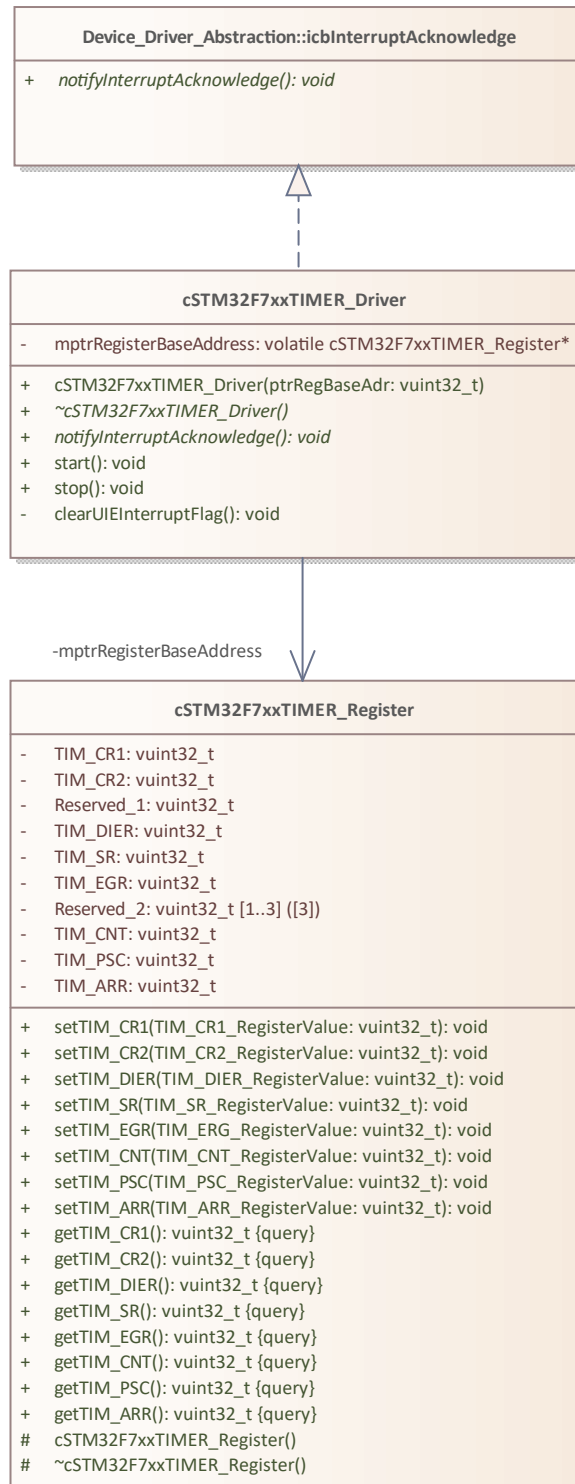 Device_Driver_Abstraction::icbInterruptAcknowledge
+ notifyInterruptAcknowledge(): void
cSTM32F7xxTIMER_Driver
- mptrRegisterBaseAddress: volatile cSTM32F7xxTIMER_Register*
+ cSTM32F7xxTIMER_Driver(ptrRegBaseAdr: vuint32_t)
+ ~cSTM32F7xxTIMER_Driver()
+ notifyInterruptAcknowledge(): void
+ start(): void
+ stop(): void
- clearUIEInterruptFlag(): void
-mptrRegisterBaseAddress
cSTM32F7xxTIMER_Register
- TIM_CR1: vuint32_t
- TIM_CR2: vuint32_t
- Reserved_1: vuint32_t
- TIM_DIER: vuint32_t
- TIM_SR: vuint32_t
- TIM_EGR: vuint32_t
- Reserved_2: vuint32_t [1..3] ([3])
- TIM_CNT: vuint32_t
- TIM_PSC: vuint32_t
- TIM_ARR: vuint32_t
+ setTIM_CR1(TIM_CR1_RegisterValue: vuint32_t): void
+ setTIM_CR2(TIM_CR2_RegisterValue: vuint32_t): void
+ setTIM_DIER(TIM_DIER_RegisterValue: vuint32_t): void
+ setTIM_SR(TIM_SR_RegisterValue: vuint32_t): void
+ setTIM_EGR(TIM_ERG_RegisterValue: vuint32_t): void
+ setTIM_CNT(TIM_CNT_RegisterValue: vuint32_t): void
+ setTIM_PSC(TIM_PSC_RegisterValue: vuint32_t): void
+ setTIM_ARR(TIM_ARR_RegisterValue: vuint32_t): void
+ getTIM_CR1(): vuint32_t {query}
+ getTIM_CR2(): vuint32_t {query}
+ getTIM_DIER(): vuint32_t {query}
+ getTIM_SR(): vuint32_t {query}
+ getTIM_EGR(): vuint32_t {query}
+ getTIM_CNT(): vuint32_t {query}
+ getTIM_PSC(): vuint32_t {query}
+ getTIM_ARR(): vuint32_t {query}
# cSTM32F7xxTIMER_Register()
# ~cSTM32F7xxTIMER_Register()